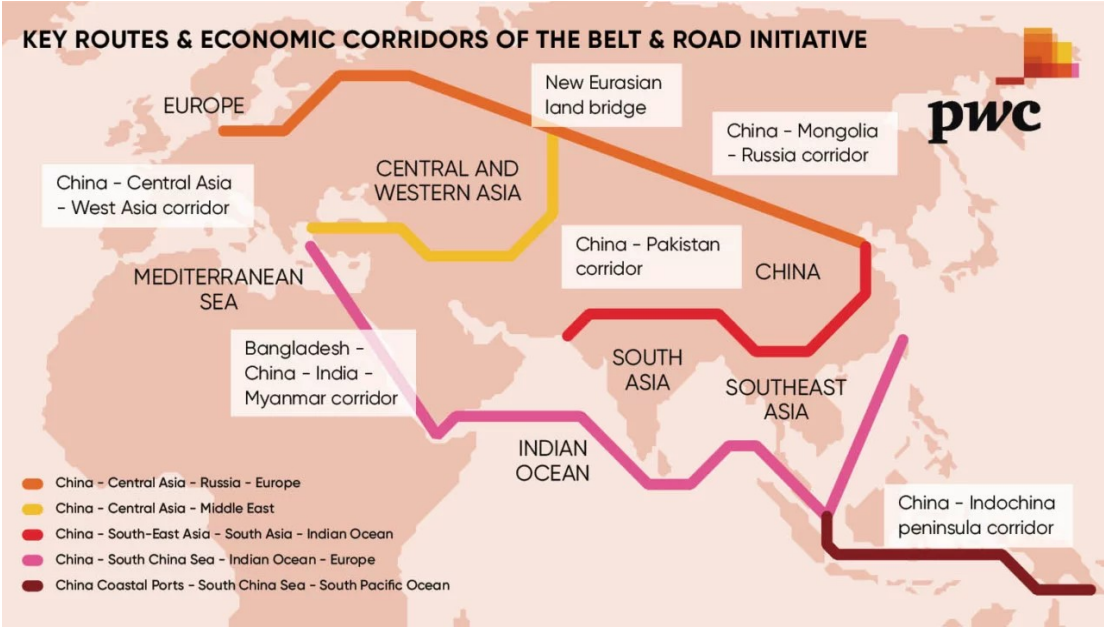 KEY ROUTES & ECONOMIC CORRIDORS OF THE BELT & ROAD INITIATIVE
pwc
EUROPE
New Eurasian
land bridge
China - Mongolia
- Russia corridor
China - Central Asia
- West Asia corridor
CENTRAL AND
WESTERN ASIA
China - Pakistan
corridor
CHINA
MEDITERRANEAN
SEA
Bangladesh -
China - India -
Myanmar corridor
SOUTH
ASIA
SOUTHEAST
ASIA
INDIAN
OCEAN
China - Indochina
peninsula corridor
China - Central Asia - Russia - Europe
China - Central Asia - Middle East
China - South-East Asia - South Asia - Indian Ocean
China - South China Sea - Indian Ocean - Europe
China Coastal Ports - South China Sea - South Pacific Ocean